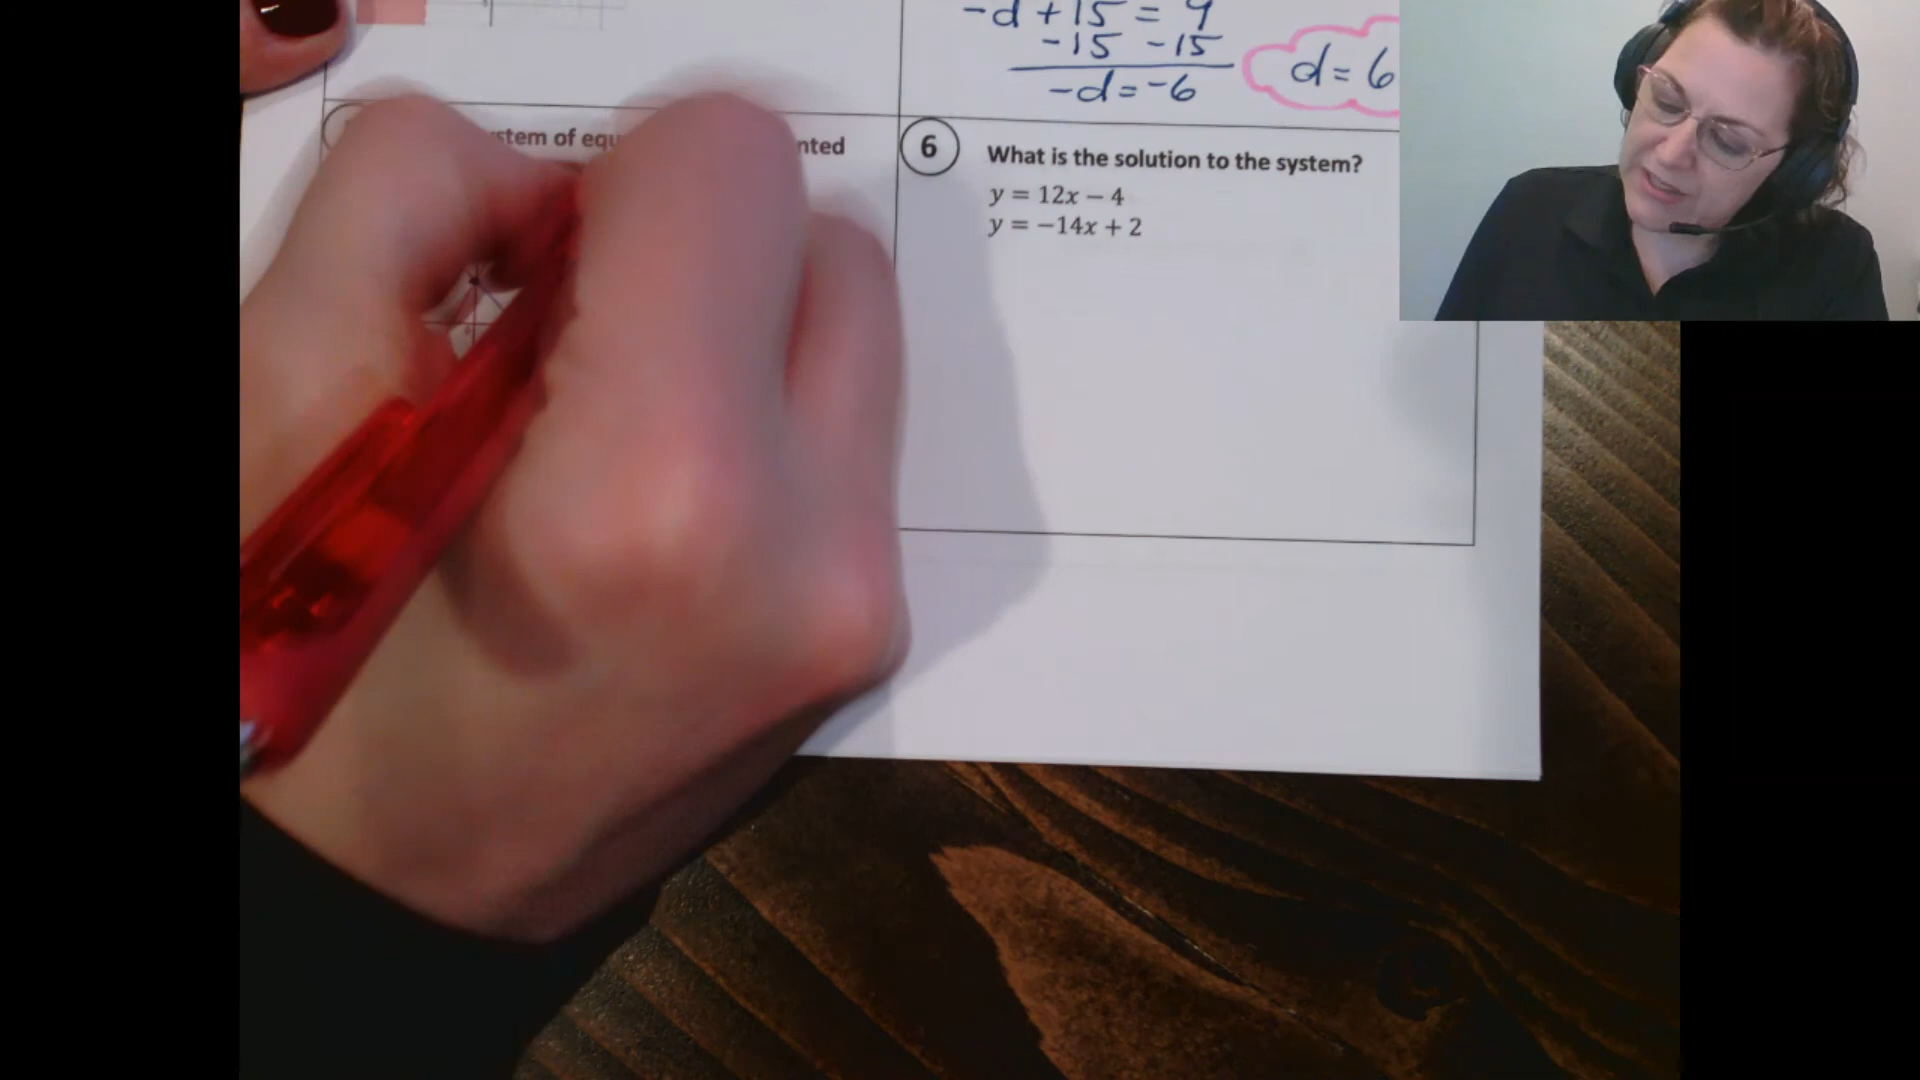 -d + 15 = 9
-15 -15
-d = -6
d = 6
stem of equ nted
6 What is the solution to the system?
y = 12x − 4
y = −14x + 2